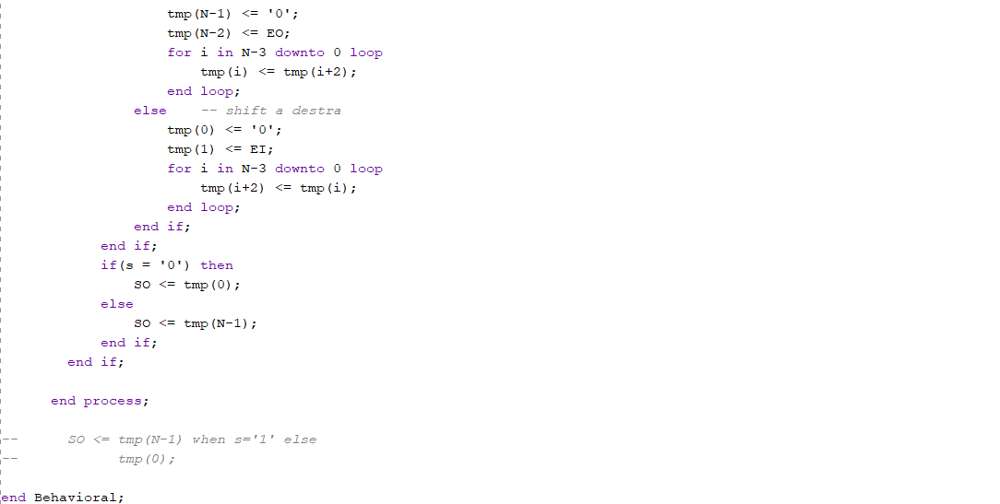 tmp(N-1) <= '0';
tmp(N-2) <= EO;
for i in N-3 downto 0 loop
tmp(i) <= tmp(i+2);
end loop;
else -- shift a destra
tmp(0) <= '0';
tmp(1) <= EI;
for i in N-3 downto 0 loop
tmp(i+2) <= tmp(i);
end loop;
end if;
end if;
if(s = '0') then
SO <= tmp(0);
else
SO <= tmp(N-1);
end if;
end if;
end process;
-- SO <= tmp(N-1) when s='1' else
-- tmp(0);
end Behavioral;